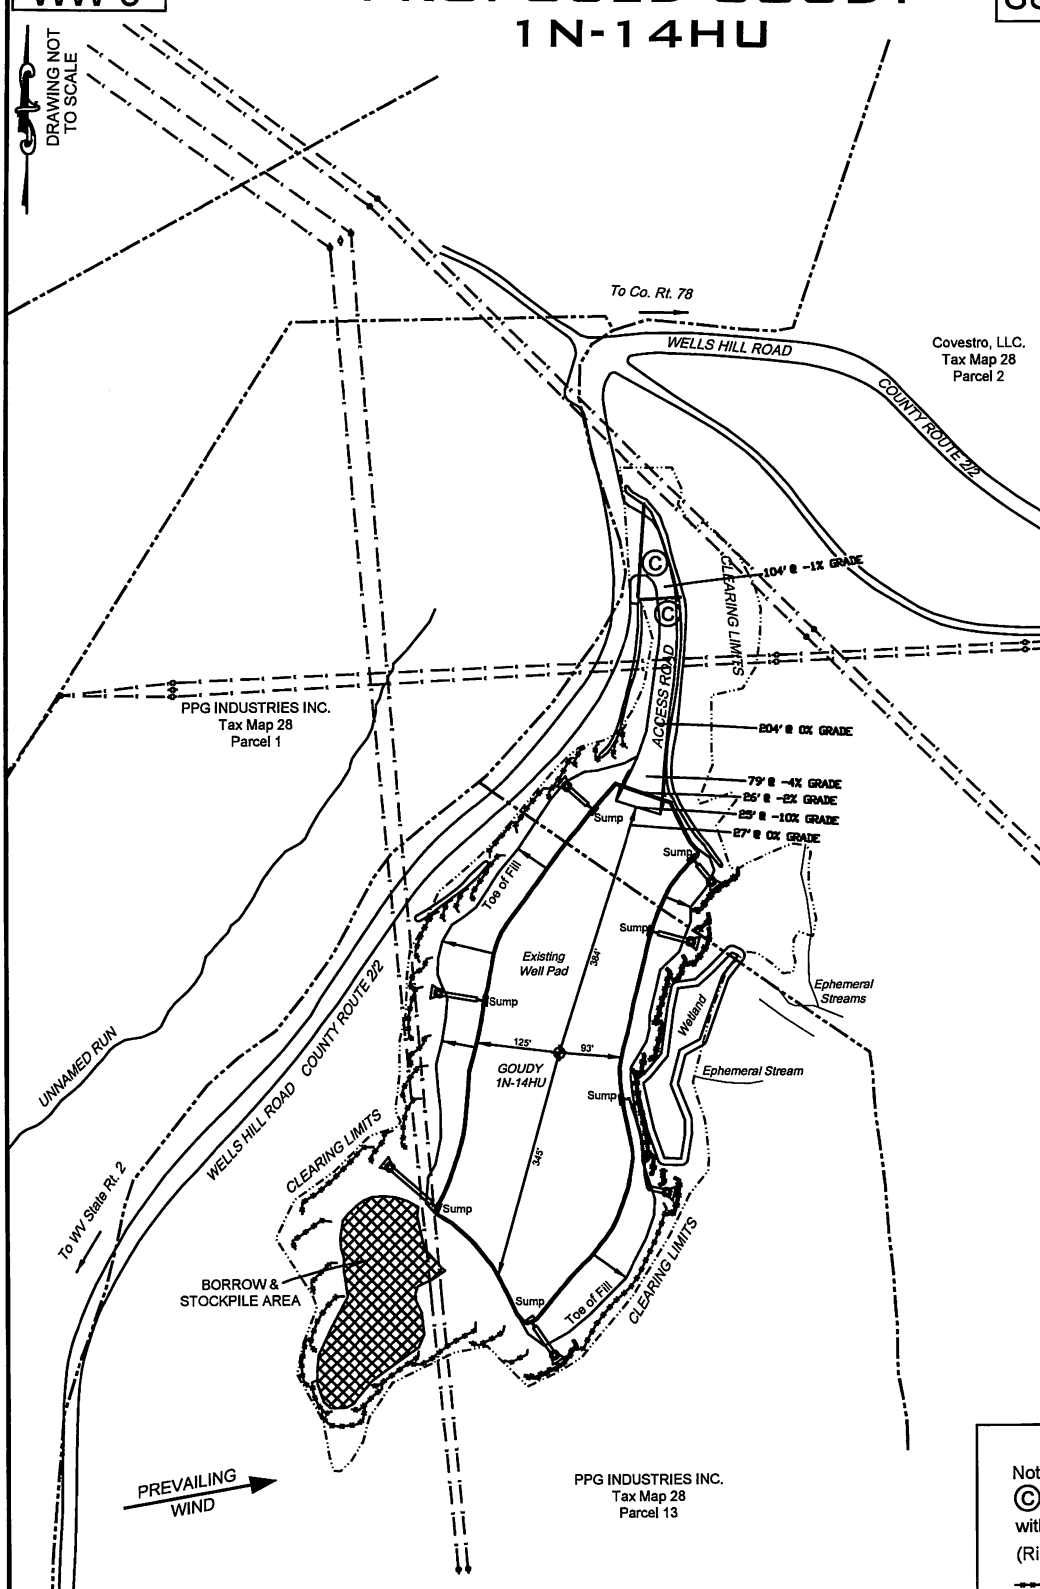 1N-14HU
DRAWING NOT
TO SCALE
To Co. Rt. 78
WELLS HILL ROAD
COUNTY ROUTE 2/2
Covestro, LLC.
Tax Map 28
Parcel 2
104' @ -1% GRADE
C
C
CLEARING LIMITS
ACCESS ROAD
204' @ 0% GRADE
79' @ -4% GRADE
26' @ -2% GRADE
25' @ -10% GRADE
27' @ 0% GRADE
PPG INDUSTRIES INC.
Tax Map 28
Parcel 1
Sump
Sump
Toe of Fill
Sump
Existing
Well Pad
384'
Sump
Wetland
Ephemeral
Streams
125'
93'
GOUDY
1N-14HU
Ephemeral Stream
Sump
345'
UNNAMED RUN
WELLS HILL ROAD
COUNTY ROUTE 2/2
To WV State Rt. 2
CLEARING LIMITS
Sump
BORROW &
STOCKPILE AREA
Sump
Toe of Fill
CLEARING LIMITS
PREVAILING
WIND
PPG INDUSTRIES INC.
Tax Map 28
Parcel 13
Not
C
with
(Ri